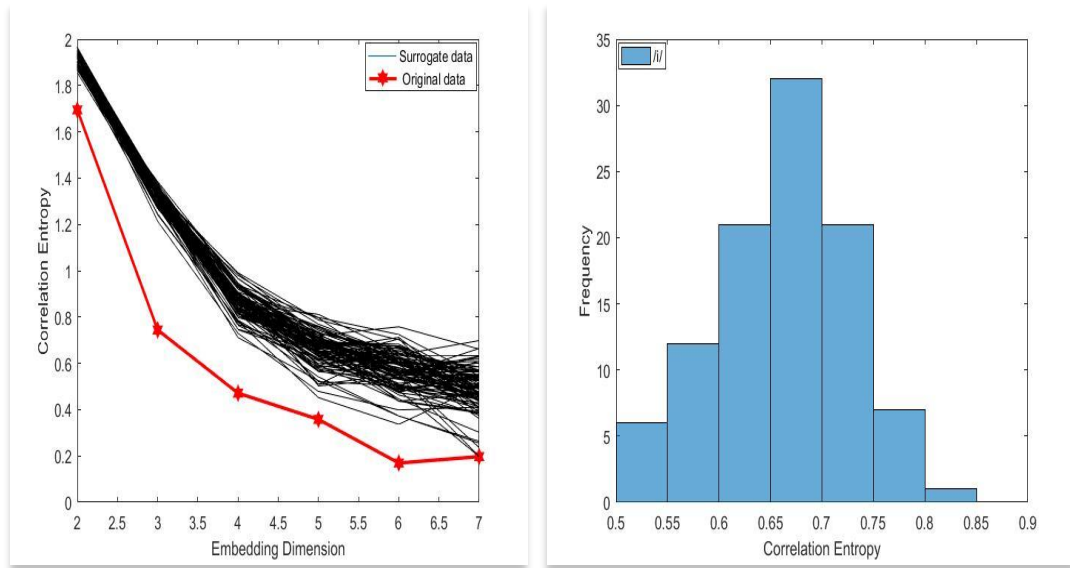 Surrogate data
Original data
Correlation Entropy
2
1.8
1.6
1.4
1.2
1
0.8
0.6
0.4
0.2
0
2 2.5 3 3.5 4 4.5 5 5.5 6 6.5 7
Embedding Dimension
/i/
Frequency
35
30
25
20
15
10
5
0
0.5 0.55 0.6 0.65 0.7 0.75 0.8 0.85 0.9
Correlation Entropy